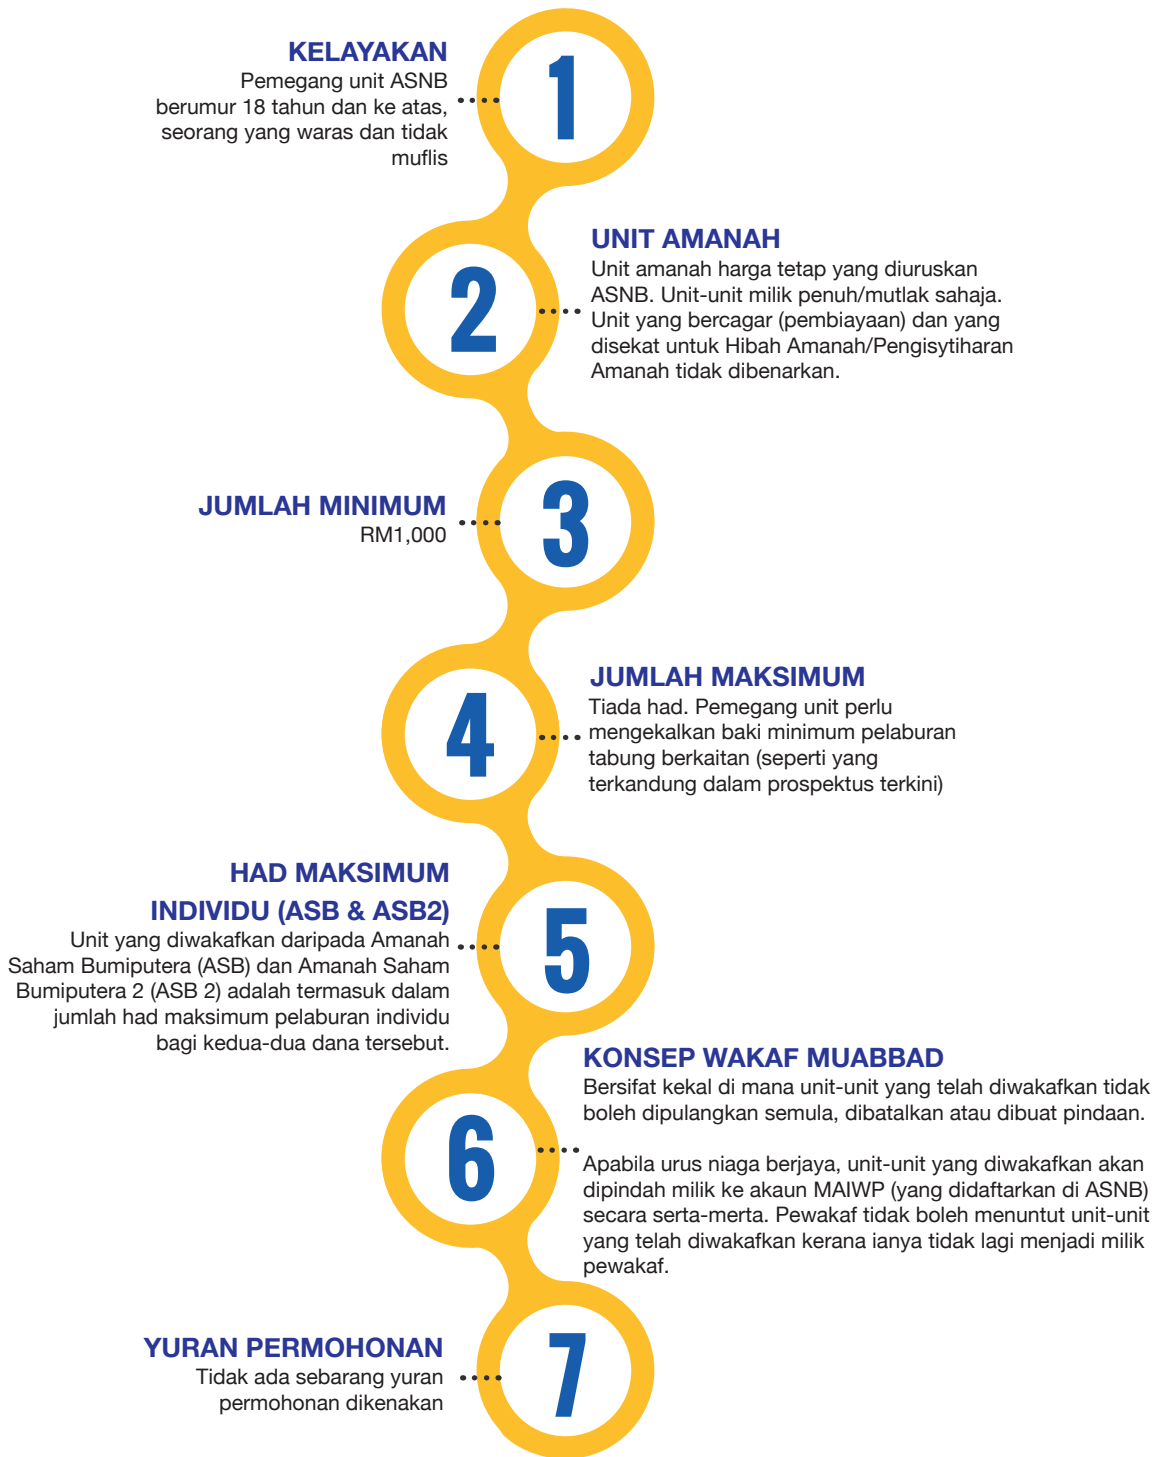 KELAYAKAN
Pemegang unit ASNB
berumur 18 tahun dan ke atas,
seorang yang waras dan tidak
muflis
1
UNIT AMANAH
Unit amanah harga tetap yang diuruskan
ASNB. Unit-unit milik penuh/mutlak sahaja.
Unit yang bercagar (pembiayaan) dan yang
disekat untuk Hibah Amanah/Pengisytiharan
Amanah tidak dibenarkan.
2
JUMLAH MINIMUM
RM1,000
3
JUMLAH MAKSIMUM
Tiada had. Pemegang unit perlu
mengekalkan baki minimum pelaburan
tabung berkaitan (seperti yang
terkandung dalam prospektus terkini)
4
HAD MAKSIMUM
INDIVIDU (ASB & ASB2)
Unit yang diwakafkan daripada Amanah
Saham Bumiputera (ASB) dan Amanah Saham
Bumiputera 2 (ASB 2) adalah termasuk dalam
jumlah had maksimum pelaburan individu
bagi kedua-dua dana tersebut.
5
KONSEP WAKAF MUABBAD
Bersifat kekal di mana unit-unit yang telah diwakafkan tidak
boleh dipulangkan semula, dibatalkan atau dibuat pindaan.
Apabila urus niaga berjaya, unit-unit yang diwakafkan akan
dipindah milik ke akaun MAIWP (yang didaftarkan di ASNB)
secara serta-merta. Pewakaf tidak boleh menuntut unit-unit
yang telah diwakafkan kerana ianya tidak lagi menjadi milik
pewakaf.
6
YURAN PERMOHONAN
Tidak ada sebarang yuran
permohonan dikenakan
7